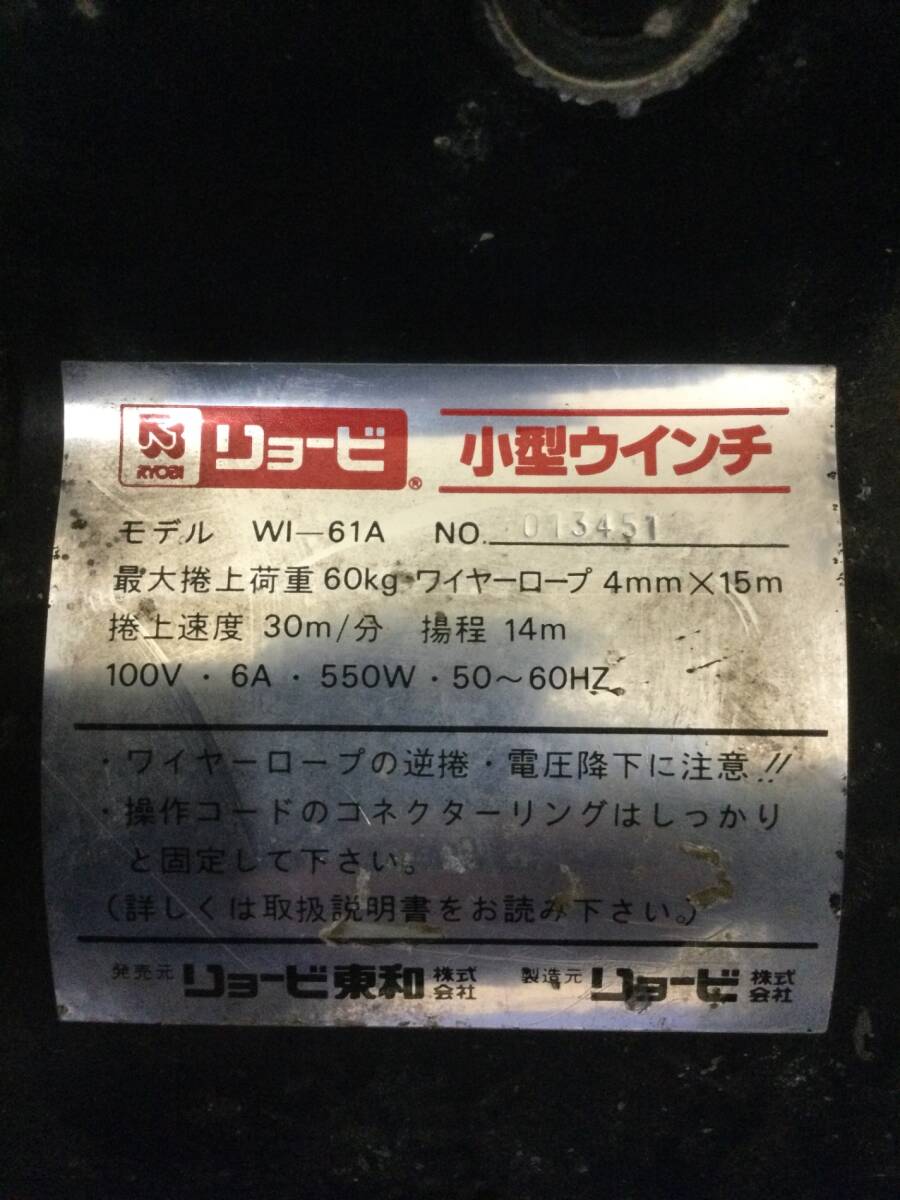 RYOBI リョービ® 小型ウインチ
モデル WI-61A NO. 013451
最大捲上荷重60kg ワイヤーロープ 4mm×15m
捲上速度 30m/分 揚程 14m
100V・6A・550W・50〜60HZ
・ワイヤーロープの逆捲・電圧降下に注意!!
・操作コードのコネクターリングはしっかり
と固定して下さい。
(詳しくは取扱説明書をお読み下さい。)
発売元 リョービ東和株式会社 製造元 リョービ株式会社